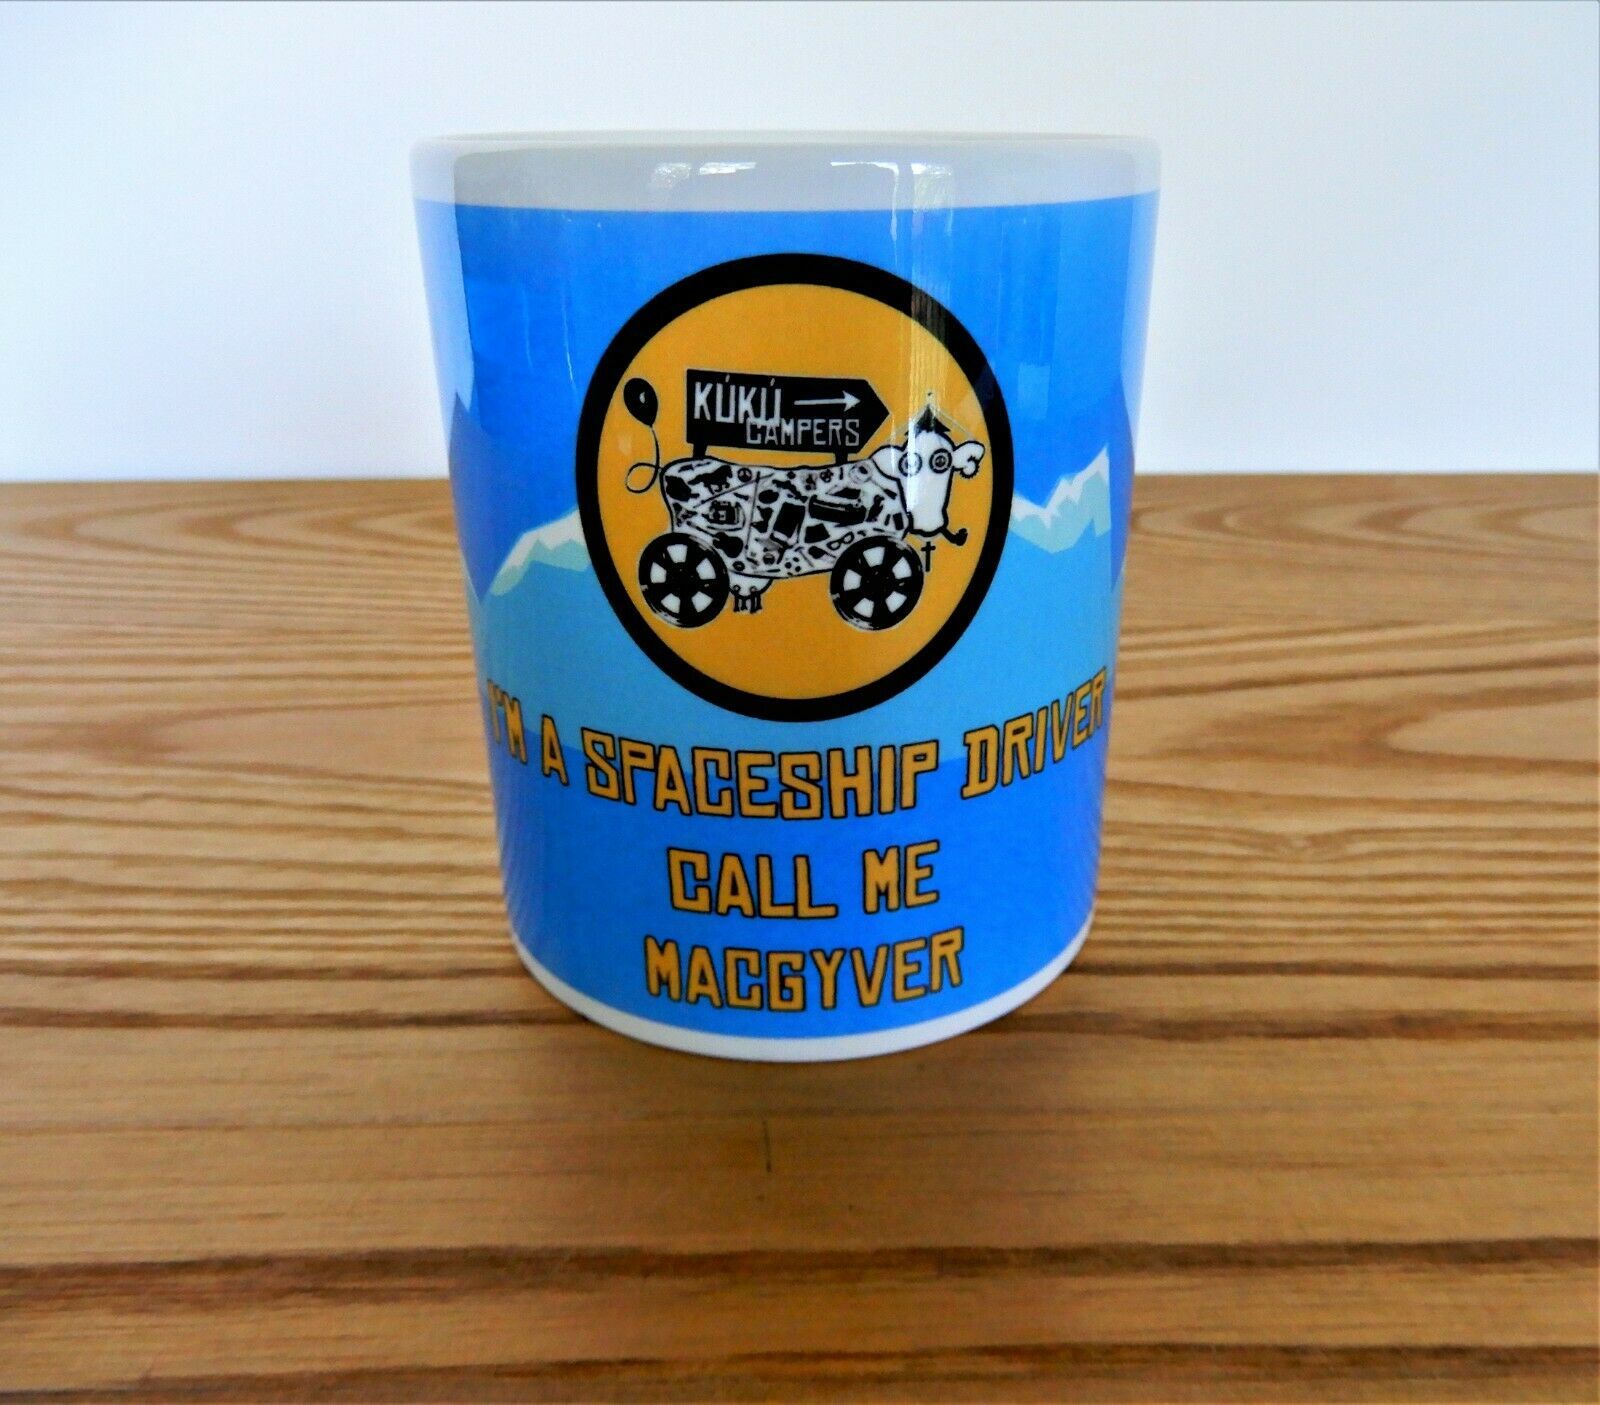 KÚKÚ
CAMPERS
I'M A SPACESHIP DRIVER
CALL ME
MACGYVER